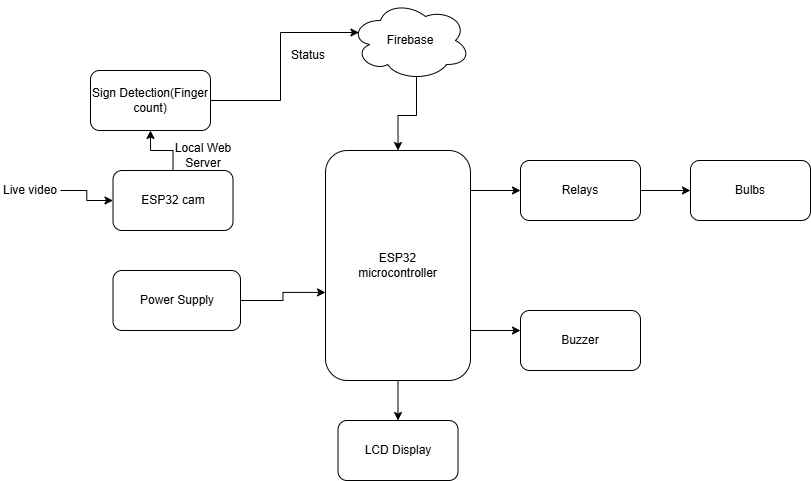 Firebase
Status
Sign Detection(Finger
count)
Local Web
Server
Live video
ESP32 cam
Relays
Bulbs
ESP32
microcontroller
Power Supply
Buzzer
LCD Display